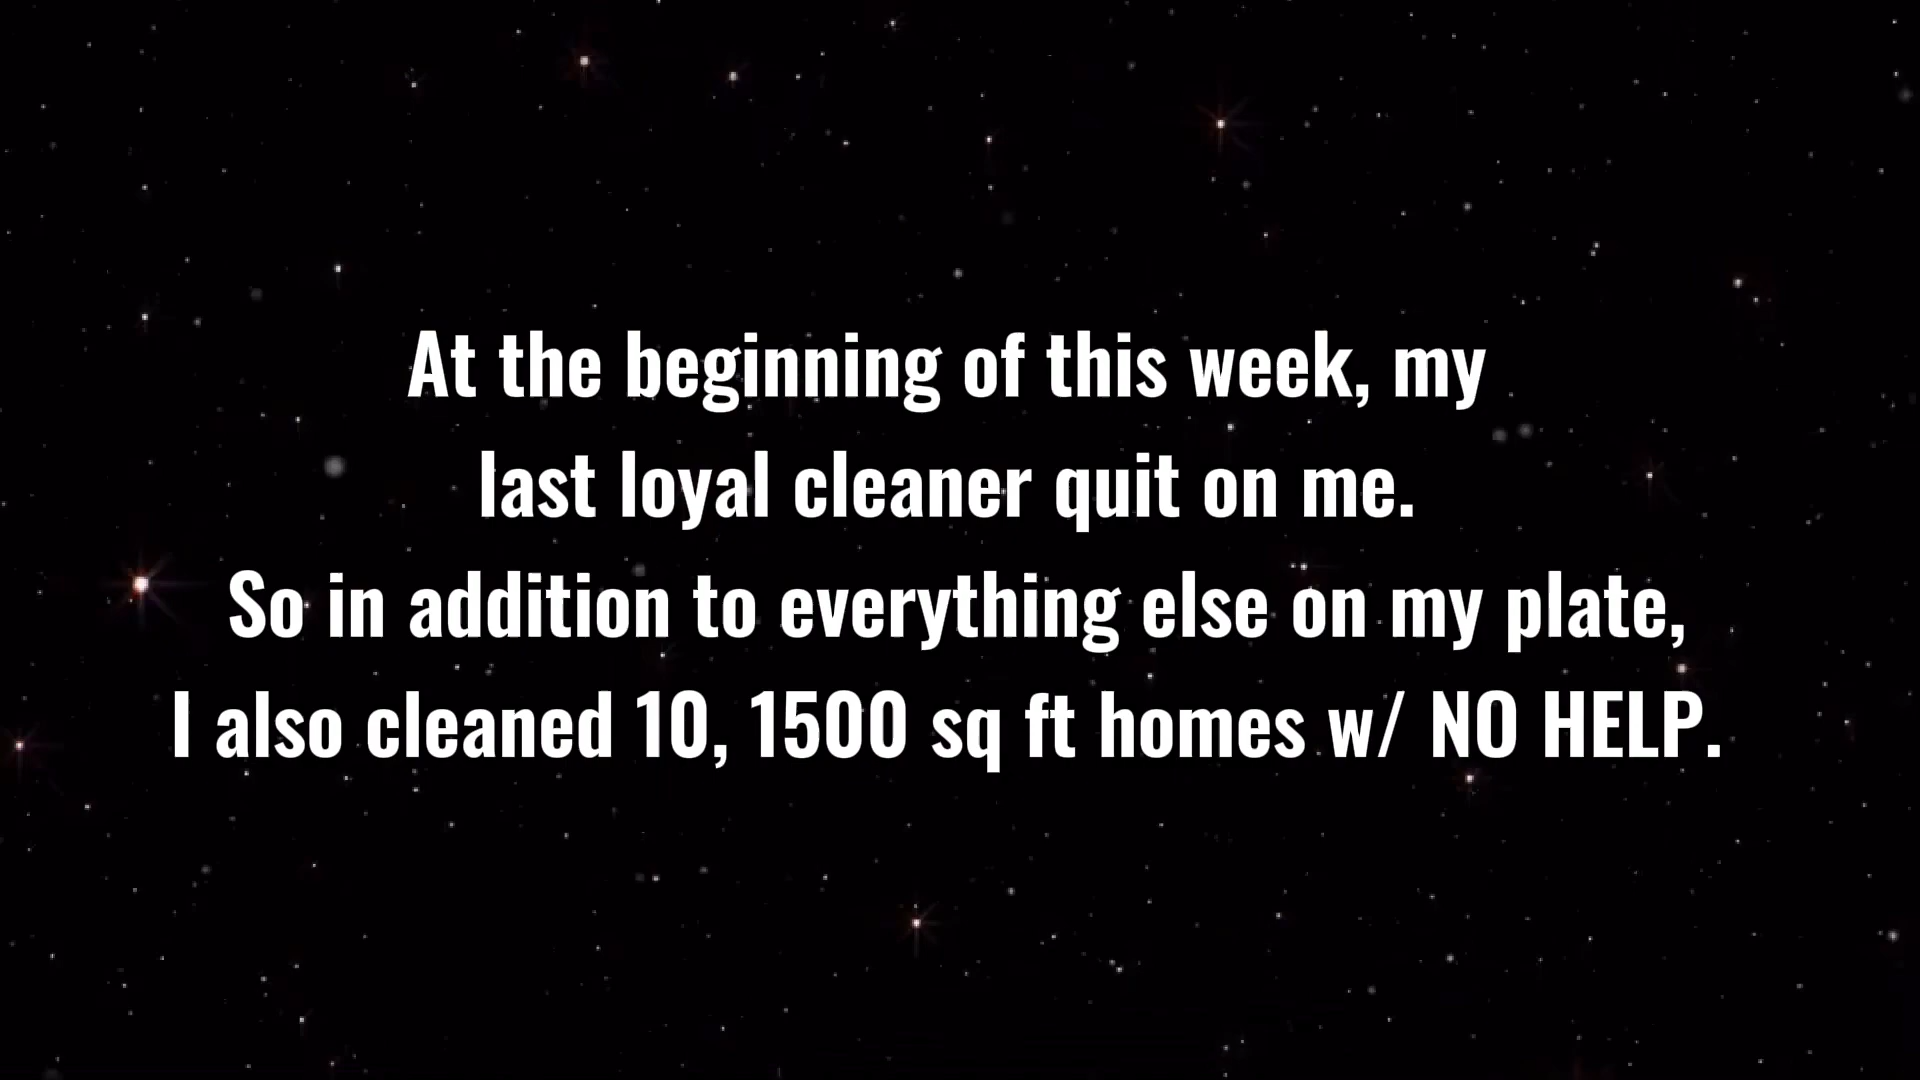 At the beginning of this week, my
last loyal cleaner quit on me.
So in addition to everything else on my plate,
I also cleaned 10, 1500 sq ft homes w/ NO HELP.